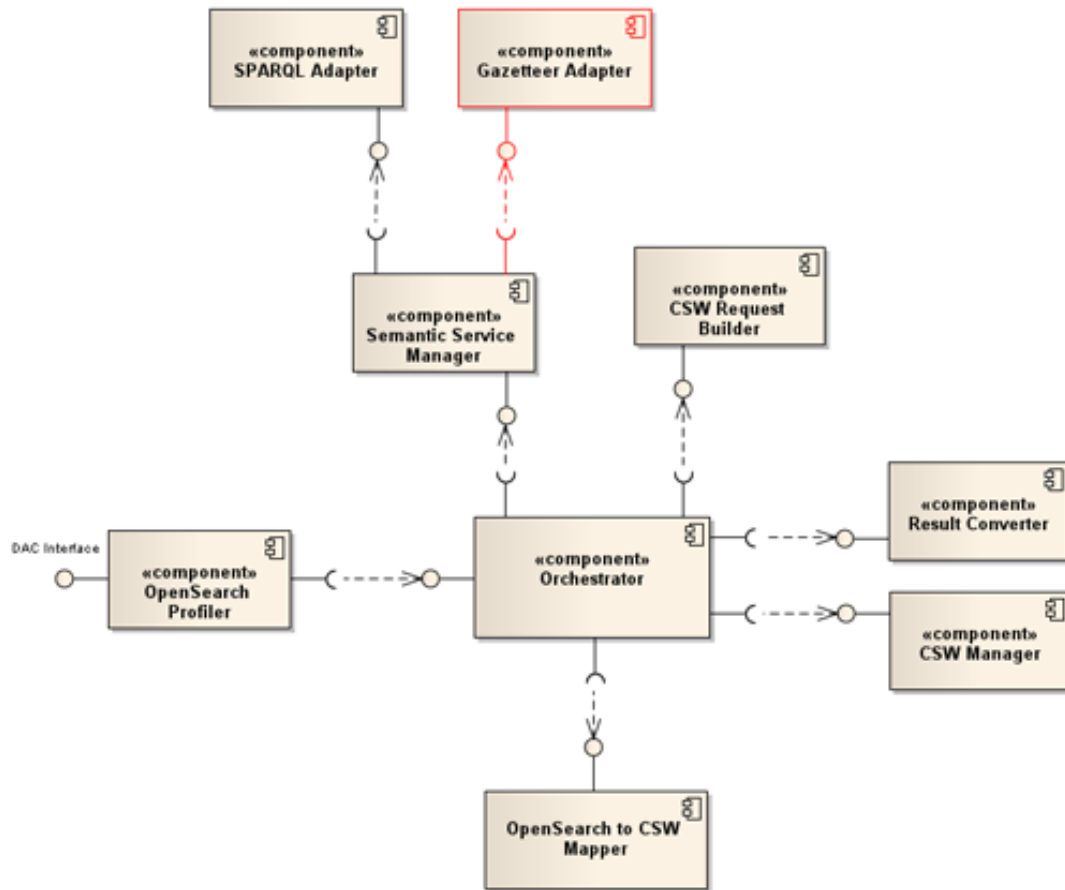 «component»
SPARQL Adapter
«component»
Gazetteer Adapter
«component»
Semantic Service
Manager
«component»
CSW Request
Builder
«component»
Result Converter
DAC Interface
«component»
OpenSearch
Profiler
«component»
Orchestrator
«component»
CSW Manager
OpenSearch to CSW
Mapper